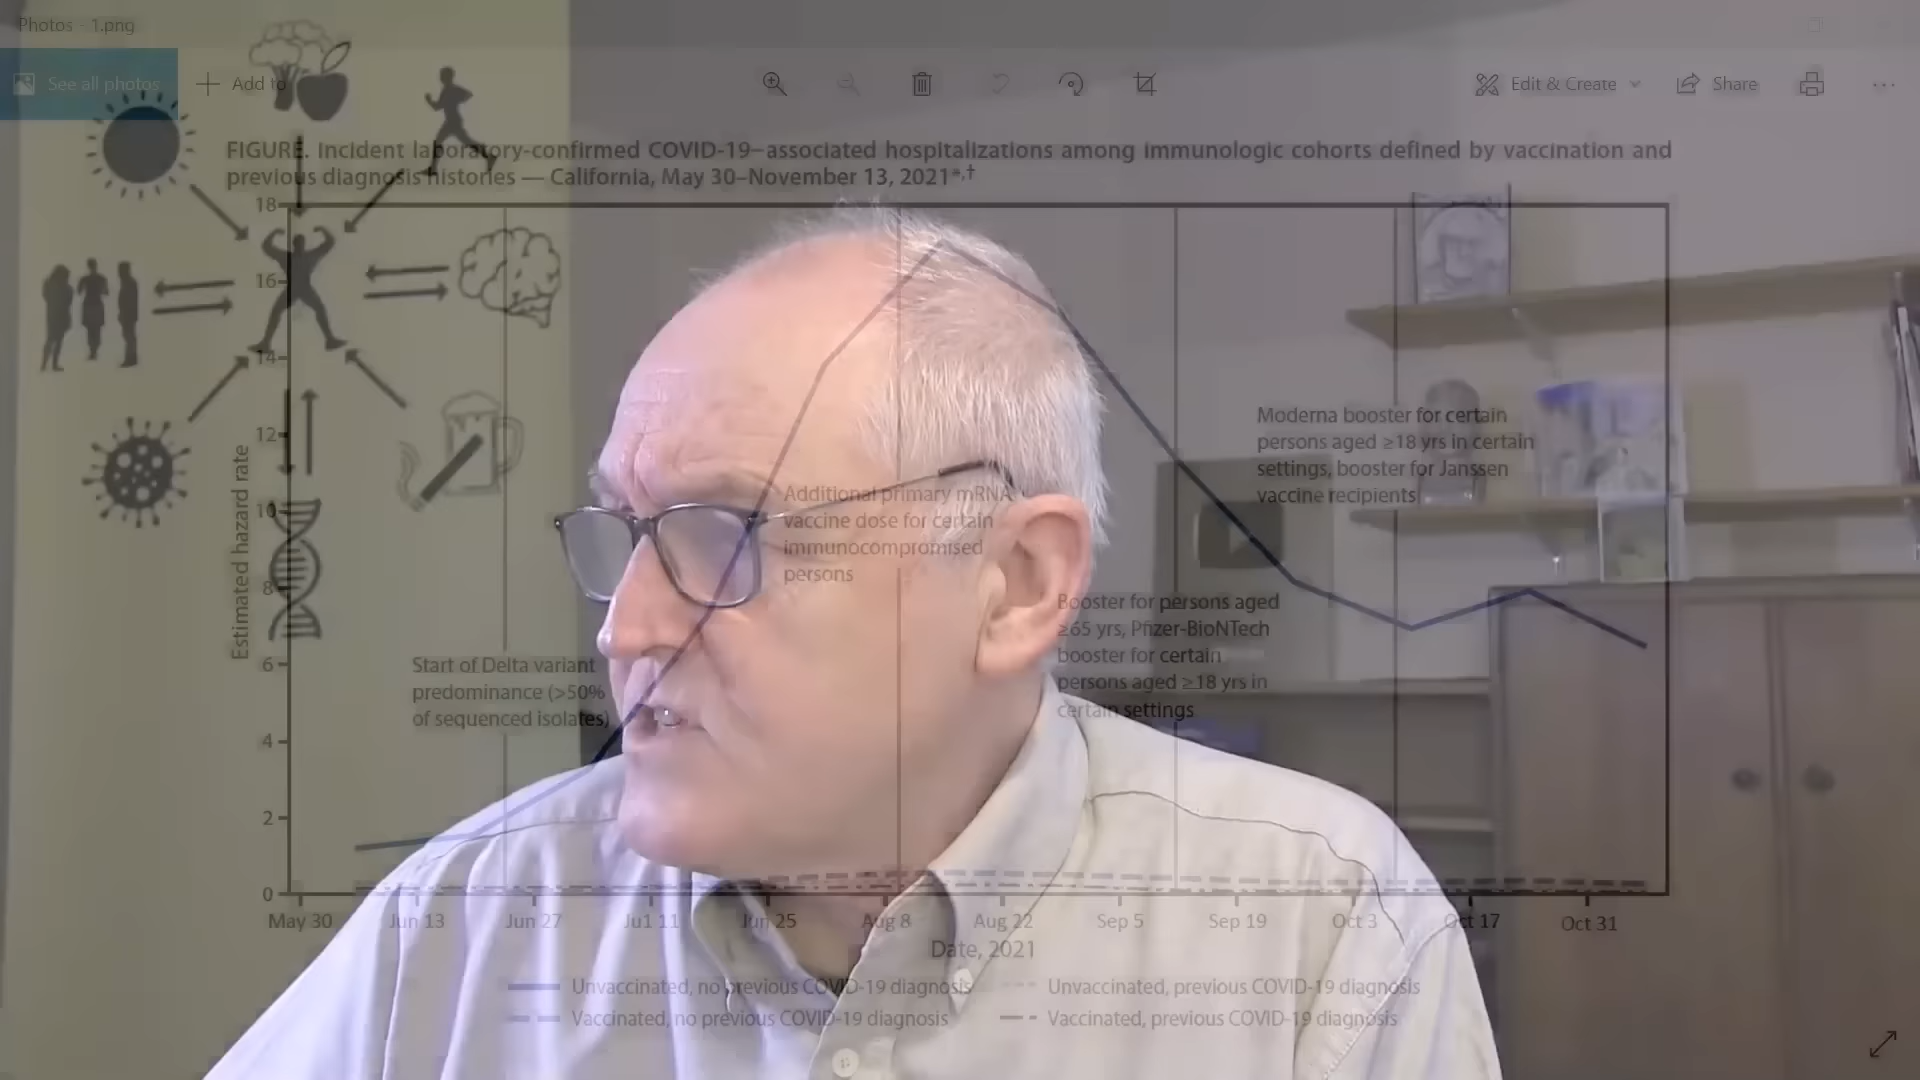 Photos - 1.png
See all photos
Add to
Edit & Create
Share
FIGURE. Incident laboratory-confirmed COVID-19–associated hospitalizations among immunologic cohorts defined by vaccination and
previous diagnosis histories — California, May 30–November 13, 2021*,†
18
16
14
12
10
8
6
4
2
0
Estimated hazard rate
Start of Delta variant
predominance (>50%
of sequenced isolates)
Additional primary mRNA
vaccine dose for certain
immunocompromised
persons
Booster for persons aged
≥65 yrs, Pfizer-BioNTech
booster for certain
persons aged ≥18 yrs in
certain settings
Moderna booster for certain
persons aged ≥18 yrs in certain
settings, booster for Janssen
vaccine recipients
May 30
Jun 13
Jun 27
Ju1 11
Jun 25
Aug 8
Aug 22
Sep 5
Sep 19
Oct 3
Oct 17
Oct 31
Date, 2021
Unvaccinated, no previous COVID-19 diagnosis
Unvaccinated, previous COVID-19 diagnosis
Vaccinated, no previous COVID-19 diagnosis
Vaccinated, previous COVID-19 diagnosis